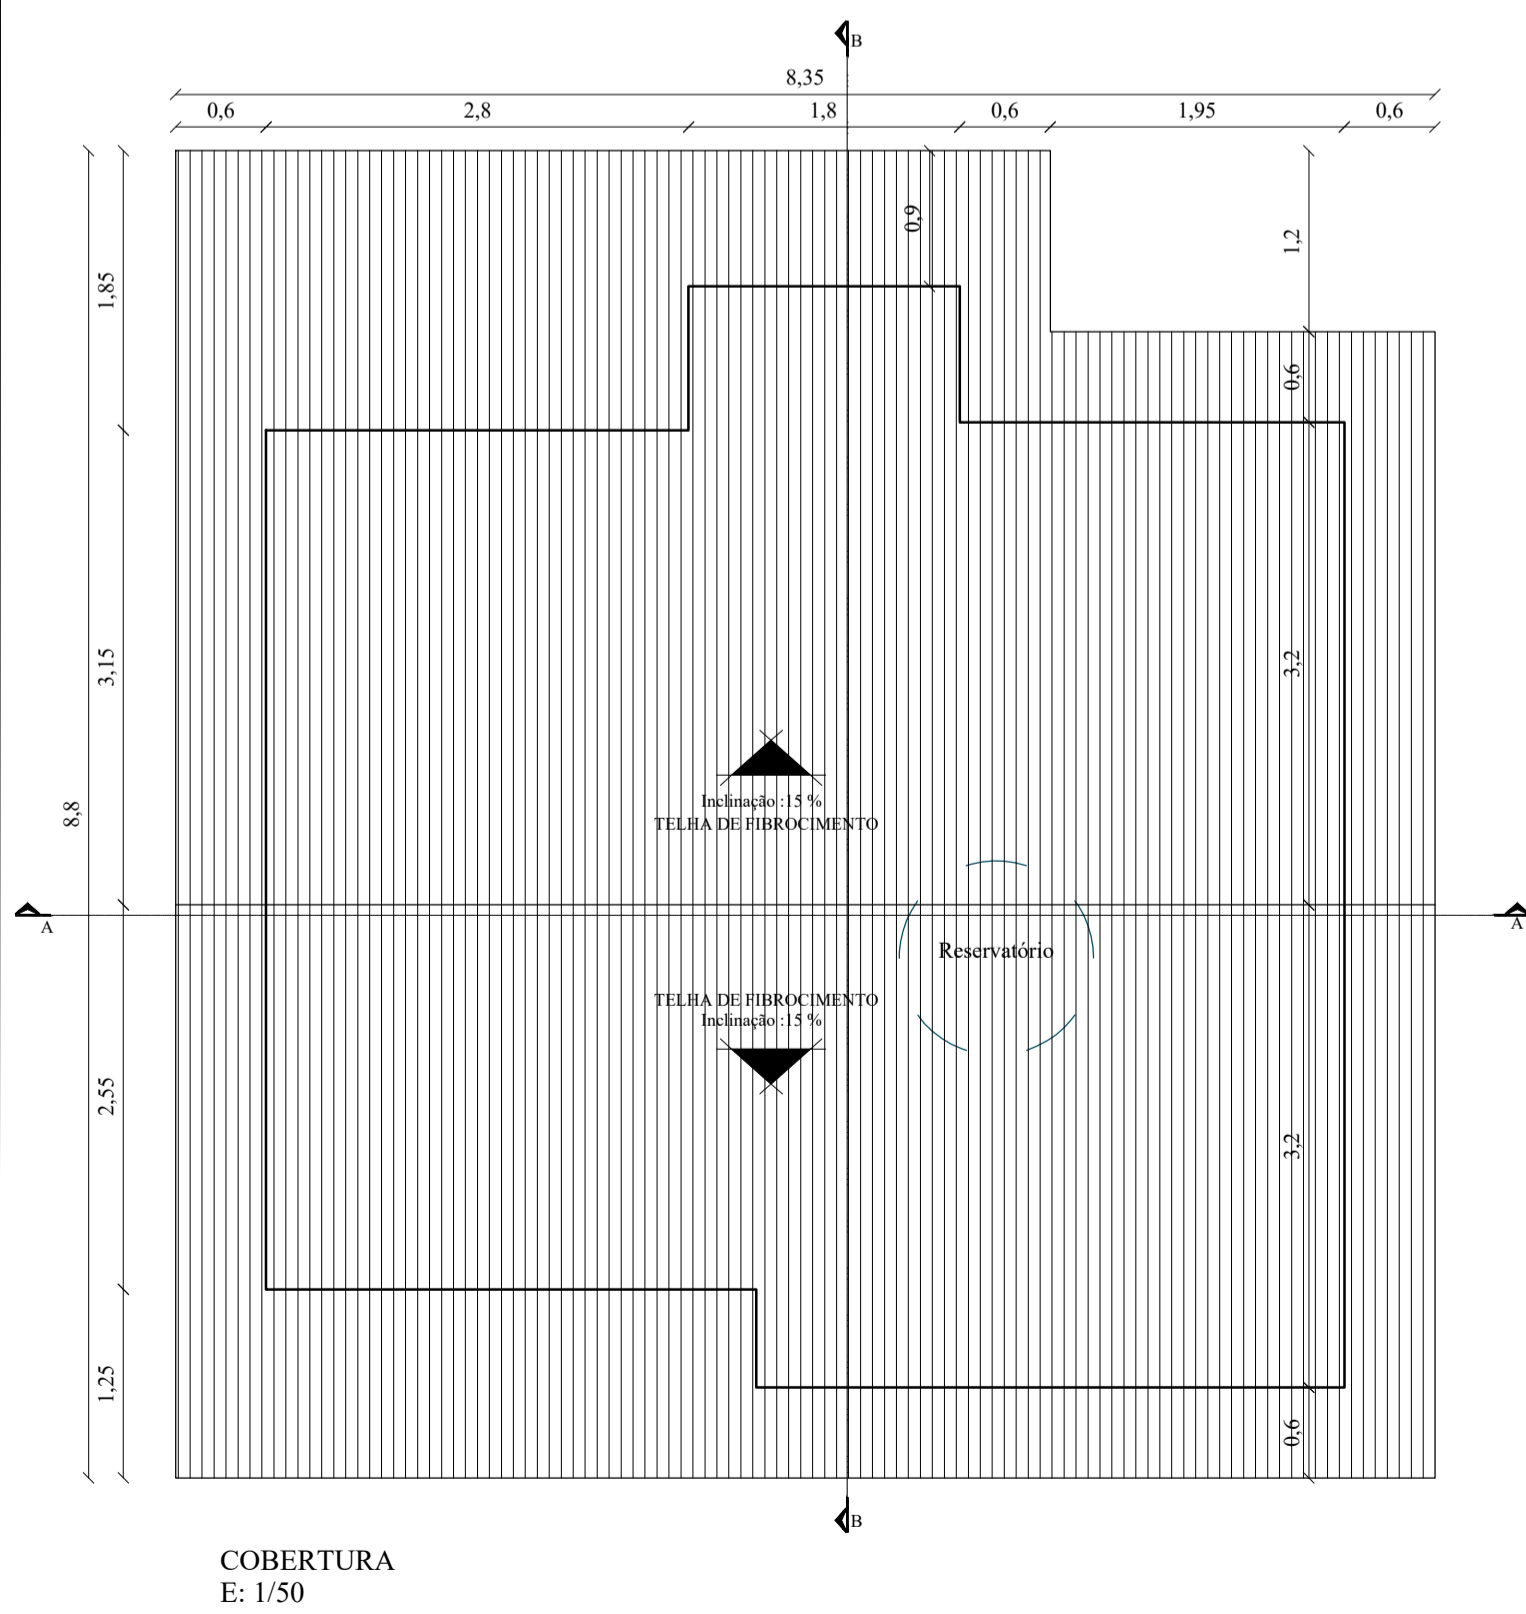 B
8,35
0,6
2,8
1,8
0,6
1,95
0,6
0,9
1,2
1,85
0,6
3,15
3,2
Inclinação :15 %
TELHA DE FIBROCIMENTO
8,8
A
A
Reservatório
TELHA DE FIBROCIMENTO
Inclinação :15 %
2,55
3,2
1,25
0,6
B
COBERTURA
E: 1/50